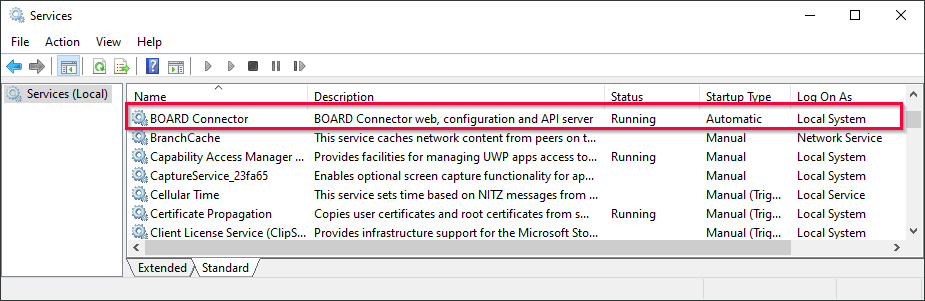 Services
File Action View Help
Services (Local)
Name Description Status Startup Type Log On As
BOARD Connector BOARD Connector web, configuration and API server Running Automatic Local System
BranchCache This service caches network content from peers on t... Manual Network Service
Capability Access Manager ... Provides facilities for managing UWP apps access to... Running Manual Local System
CaptureService_23fa65 Enables optional screen capture functionality for ap... Manual Local System
Cellular Time This service sets time based on NITZ messages from ... Manual (Trig... Local Service
Certificate Propagation Copies user certificates and root certificates from s... Running Manual (Trig... Local System
Client License Service (ClipS... Provides infrastructure support for the Microsoft Sto... Manual (Trig... Local System
Extended Standard